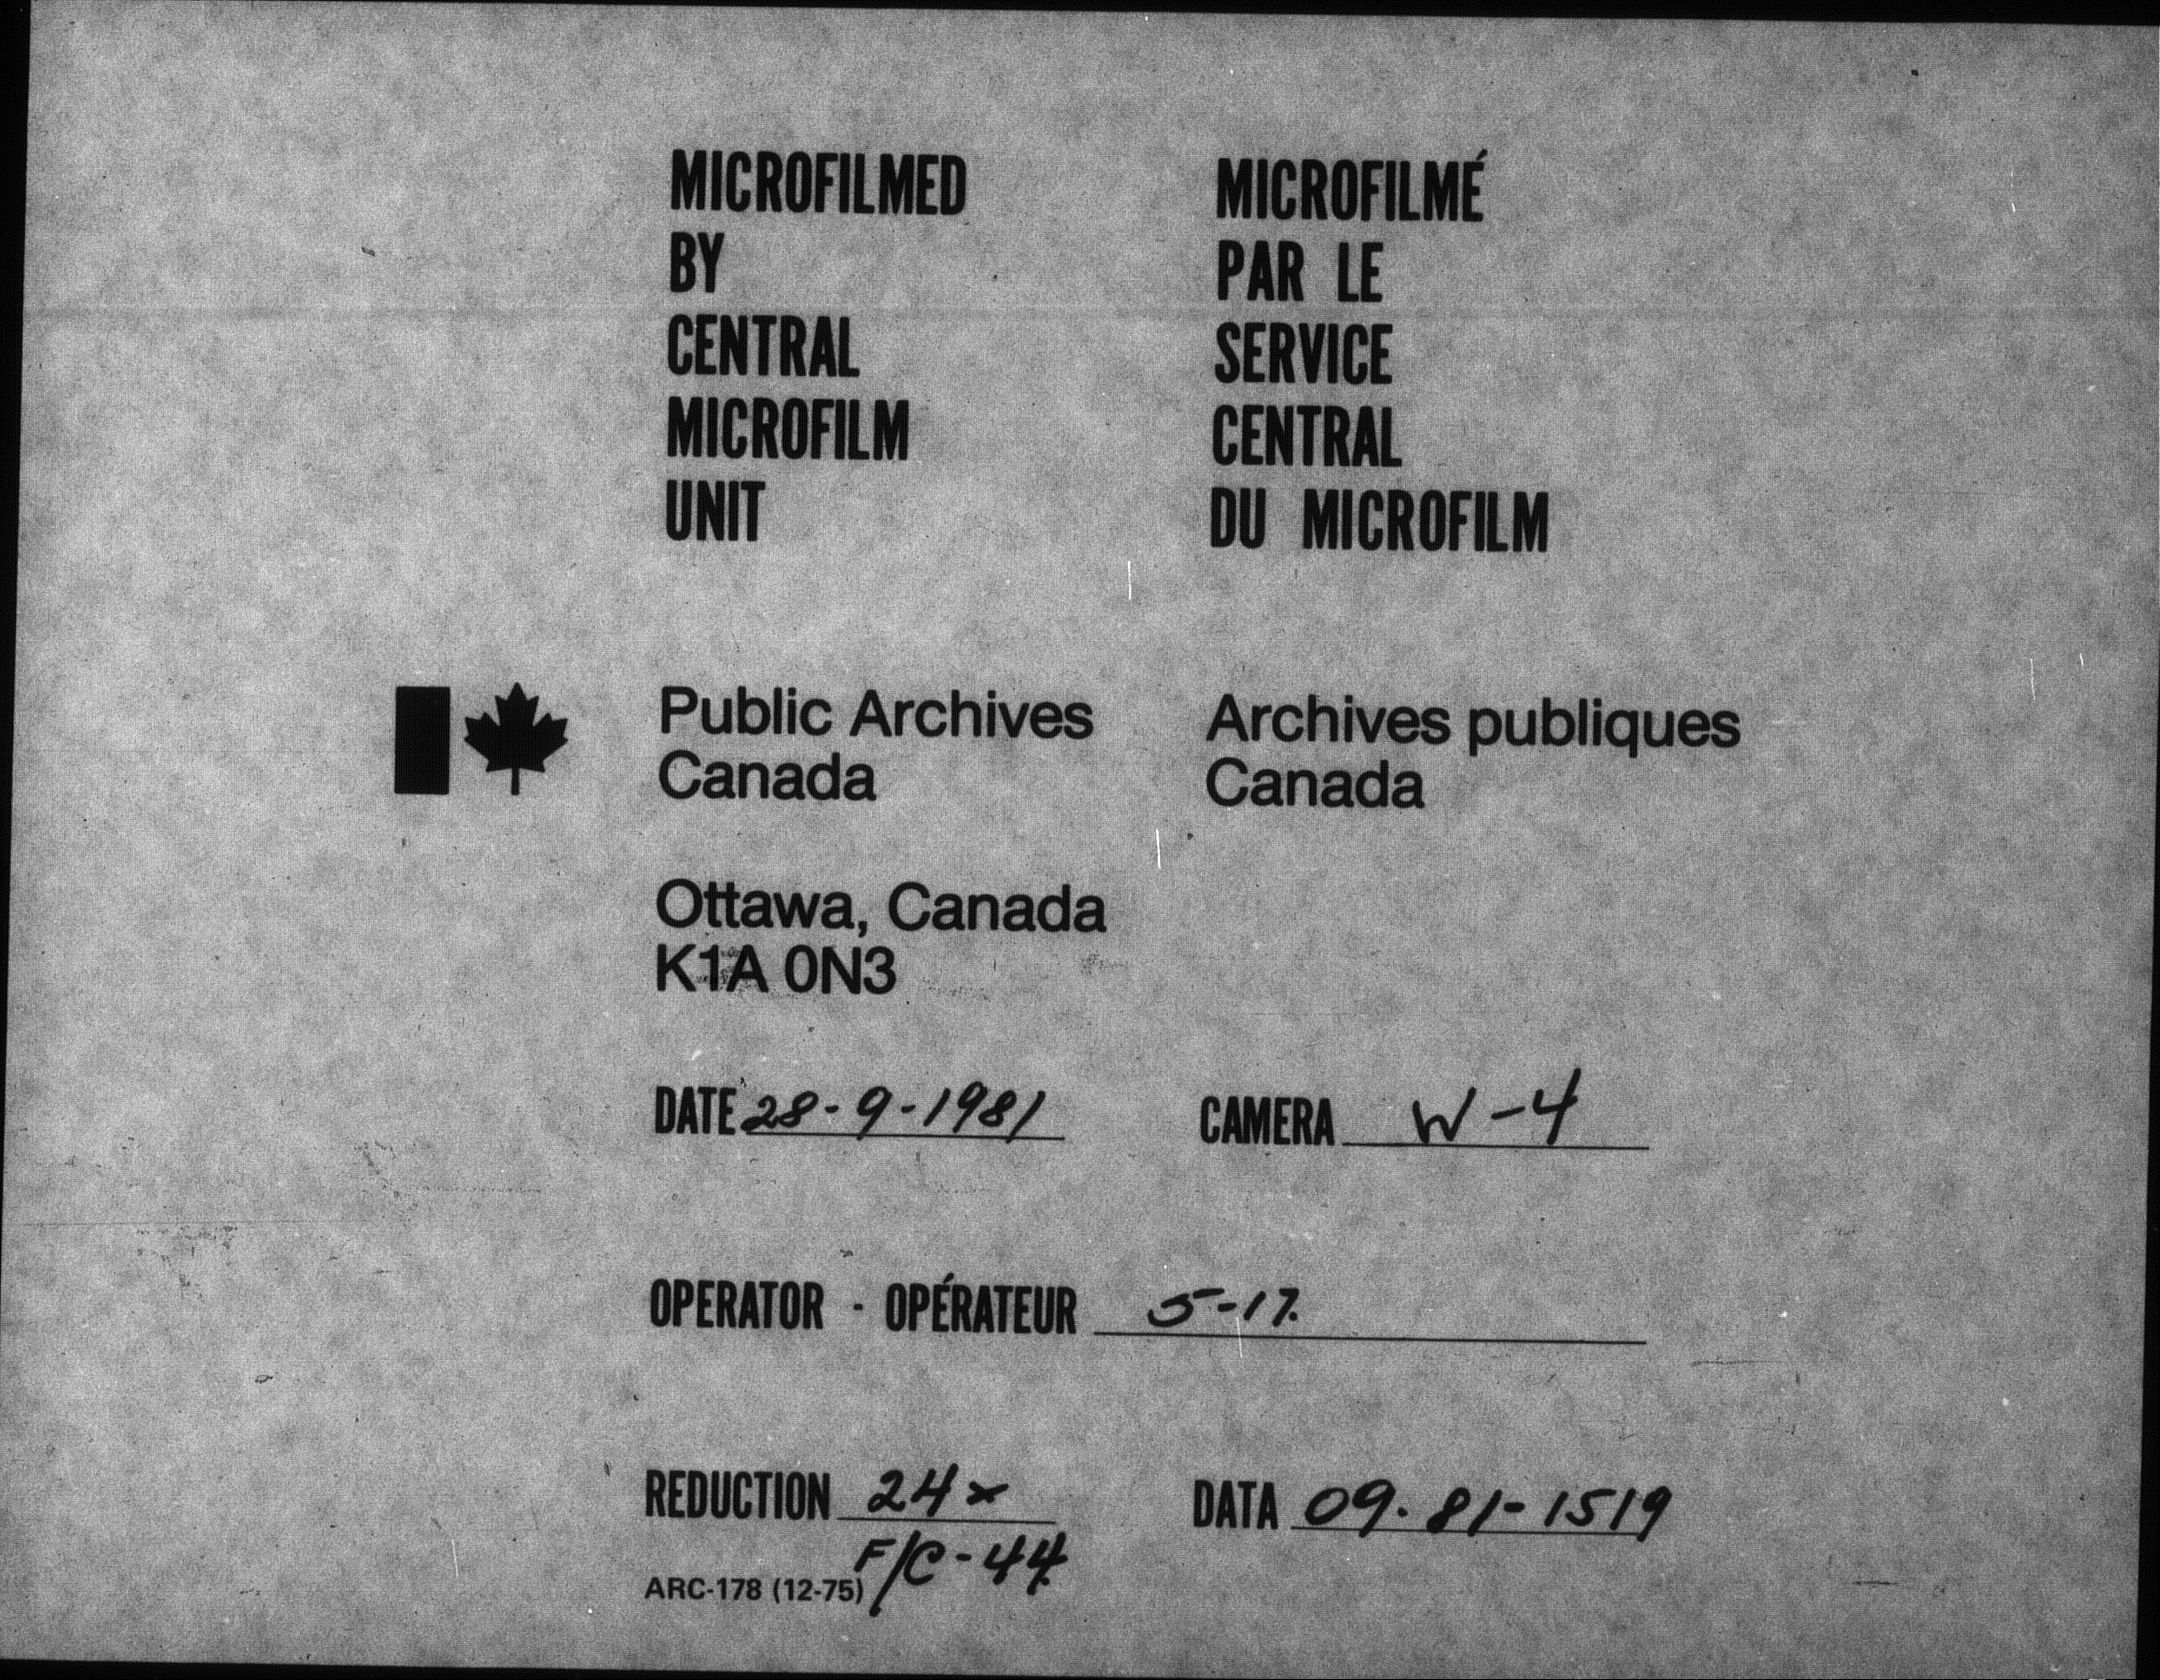 MICROFILMED
BY
CENTRAL
MICROFILM
UNIT
MICROFILMÉ
PAR LE
SERVICE
CENTRAL
DU MICROFILM
Public Archives
Canada
Archives publiques
Canada
Ottawa, Canada
K1A 0N3
DATE 28-9-1981
CAMERA W-4
OPERATOR - OPÉRATEUR 5-17.
REDUCTION 24x
DATA 09.81-1519
F/C-44
ARC-178 (12-75)